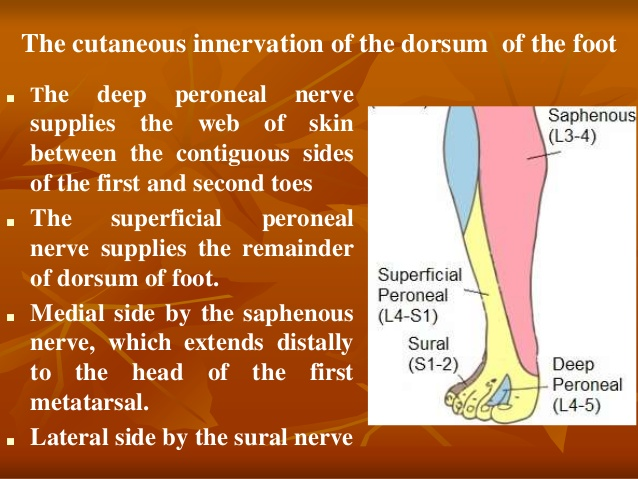 The cutaneous innervation of the dorsum of the foot
The deep peroneal nerve
supplies the web of skin
between the contiguous sides
of the first and second toes
The superficial peroneal
nerve supplies the remainder
of dorsum of foot.
Medial side by the saphenous
nerve, which extends distally
to the head of the first
metatarsal.
Lateral side by the sural nerve
Saphenous
(L3-4)
Superficial
Peroneal
(L4-S1)
Sural
(S1-2)
Deep
Peroneal
(L4-5)